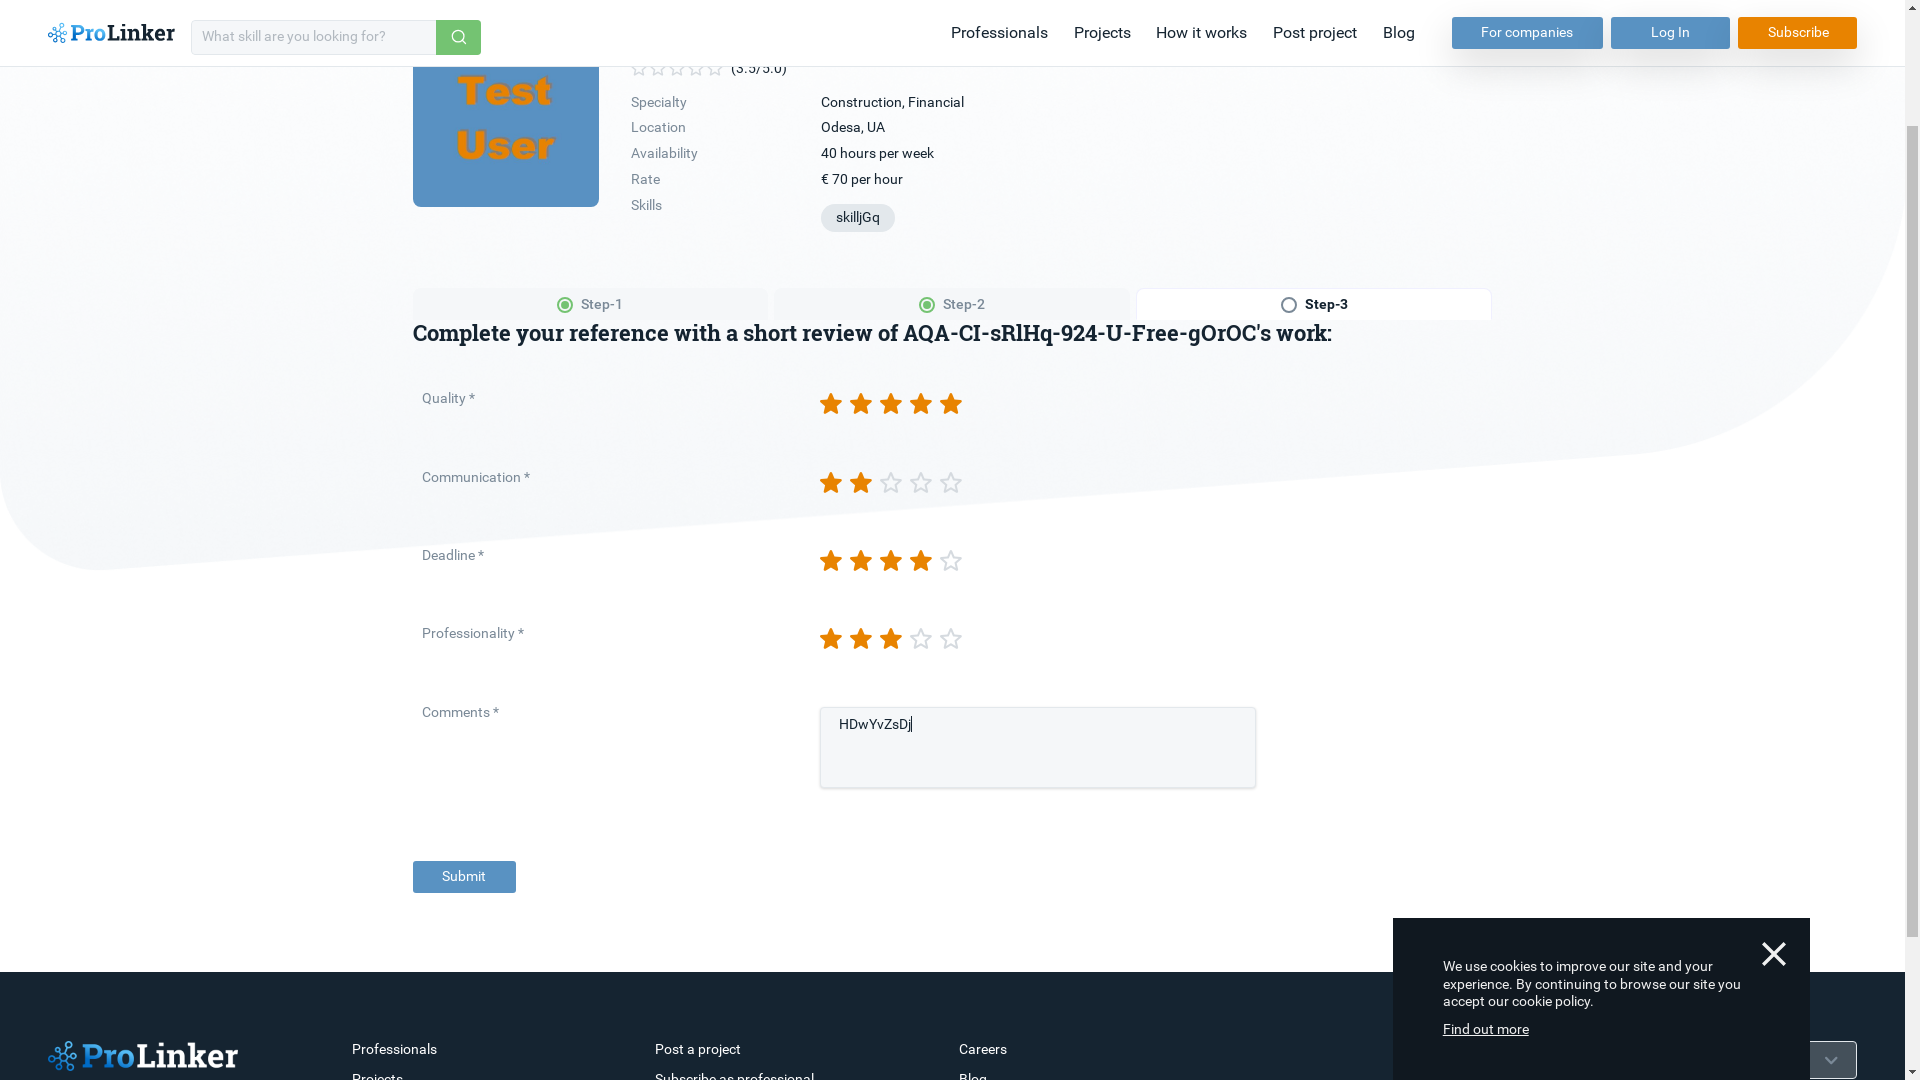 ProLinker
What skill are you looking for?
Professionals Projects How it works Post project Blog
For companies Log In Subscribe
Test
User
(3.5/5.0)
Specialty Construction, Financial
Location Odesa, UA
Availability 40 hours per week
Rate € 70 per hour
Skills skilljGq
Step-1 Step-2 Step-3
Complete your reference with a short review of AQA-CI-sRlHq-924-U-Free-gOrOC's work:
Quality *
Communication *
Deadline *
Professionality *
Comments *
HDwYvZsDj
Submit
We use cookies to improve our site and your
experience. By continuing to browse our site you
accept our cookie policy.
Find out more
ProLinker
Professionals Post a project Careers
Projects Subscribe as professional Blog